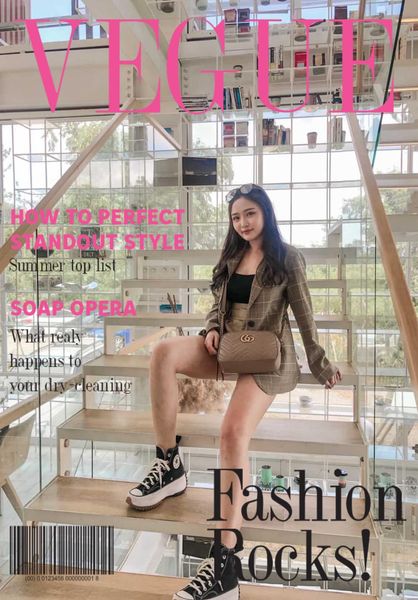 VEGUE
HOW TO PERFECT
STANDOUT STYLE
Summer top list
SOAP OPERA
What realy
happens to
your dry-cleaning
Fashion
Rocks!
(00) 0 0123456 000000001 8